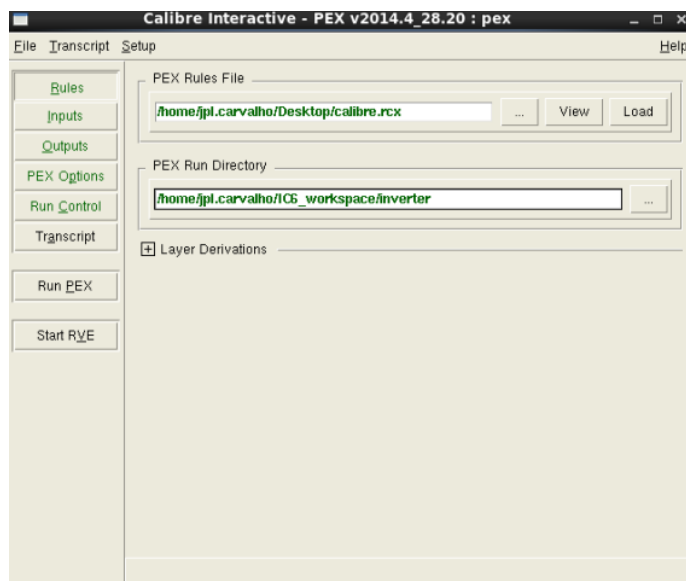 Calibre Interactive - PEX v2014.4_28.20 : pex
File Transcript Setup Help
Rules
Inputs
Outputs
PEX Options
Run Control
Transcript
Run PEX
Start RVE
PEX Rules File
/home/jpl.carvalho/Desktop/calibre.rcx ... View Load
PEX Run Directory
/home/jpl.carvalho/IC6_workspace/inverter ...
Layer Derivations